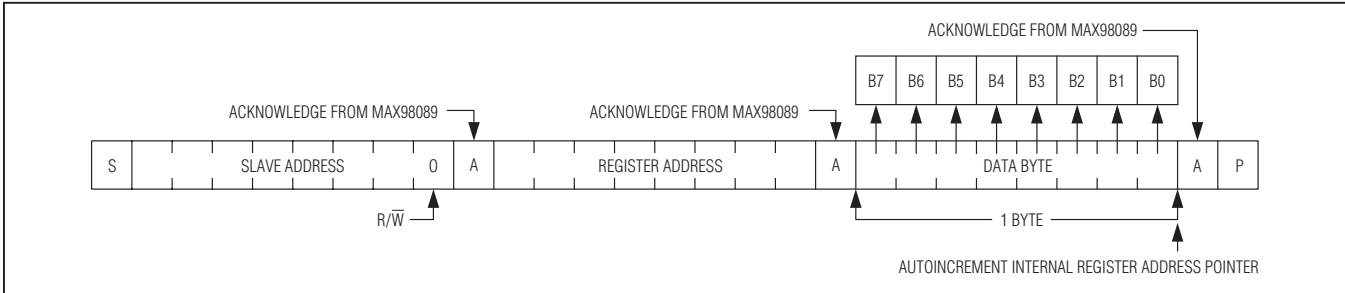 ACKNOWLEDGE FROM MAX98089
B7 B6 B5 B4 B3 B2 B1 B0
ACKNOWLEDGE FROM MAX98089 ACKNOWLEDGE FROM MAX98089
S SLAVE ADDRESS 0 A REGISTER ADDRESS A DATA BYTE A P
R/W̅ 1 BYTE
AUTOINCREMENT INTERNAL REGISTER ADDRESS POINTER